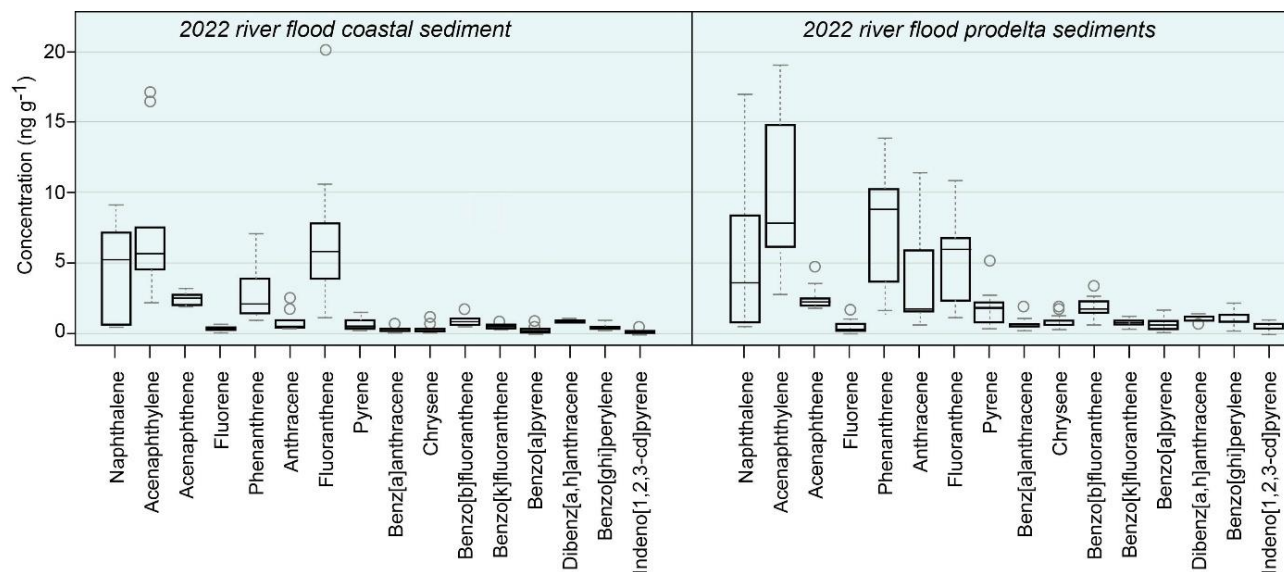 2022 river flood coastal sediment
2022 river flood prodelta sediments
Concentration (ng g⁻¹)
20
15
10
5
0
Naphthalene
Acenaphthylene
Acenaphthene
Fluorene
Phenanthrene
Anthracene
Fluoranthene
Pyrene
Benz[a]anthracene
Chrysene
Benzo[b]fluoranthene
Benzo[k]fluoranthene
Benzo[a]pyrene
Dibenz[a,h]anthracene
Benzo[ghi]perylene
Indeno[1,2,3-cd]pyrene
Naphthalene
Acenaphthylene
Acenaphthene
Fluorene
Phenanthrene
Anthracene
Fluoranthene
Pyrene
Benz[a]anthracene
Chrysene
Benzo[b]fluoranthene
Benzo[k]fluoranthene
Benzo[a]pyrene
Dibenz[a,h]anthracene
Benzo[ghi]perylene
Indeno[1,2,3-cd]pyrene